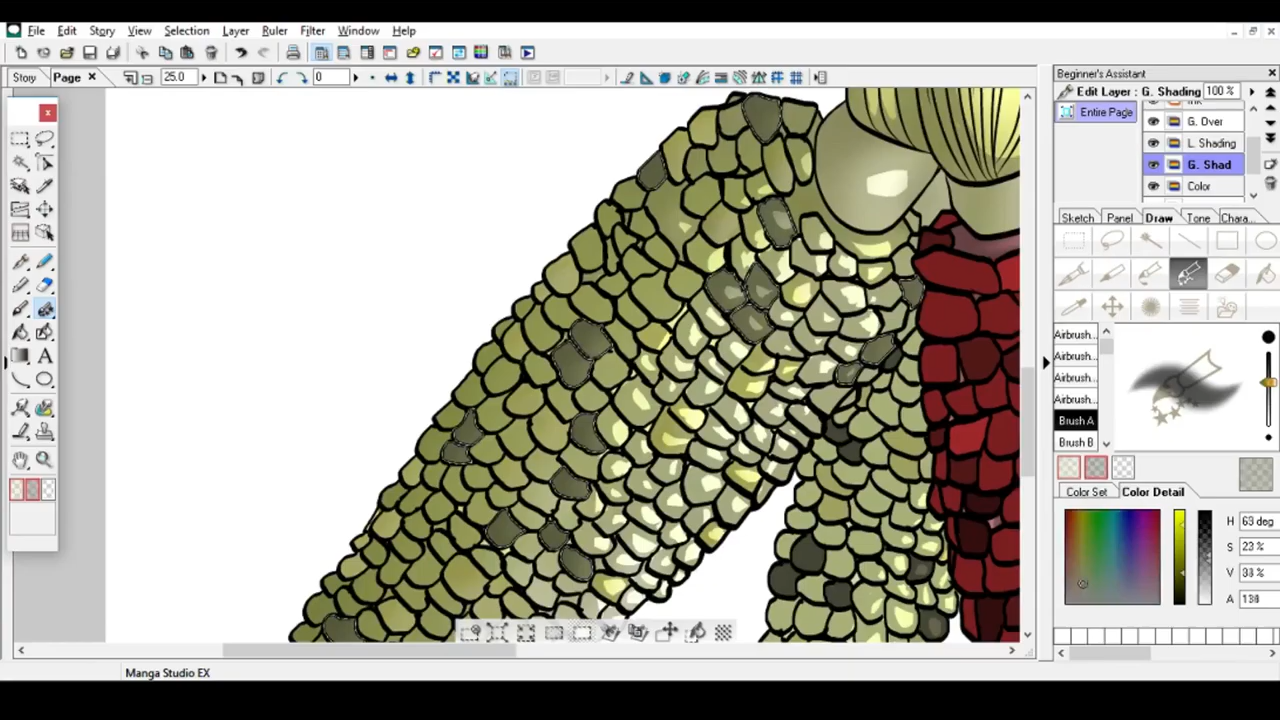 File Edit Story View Selection Layer Ruler Filter Window Help
Story Page 25.0 0
Beginner's Assistant
Edit Layer : G. Shading 100 %
Entire Page
G. Over
L. Shading
G. Shad
Color
Sketch Panel Draw Tone Chara...
Airbrush...
Airbrush...
Airbrush...
Airbrush...
Brush A
Brush B
Color Set Color Detail
H 63 deg
S 23 %
V %
A
Manga Studio EX